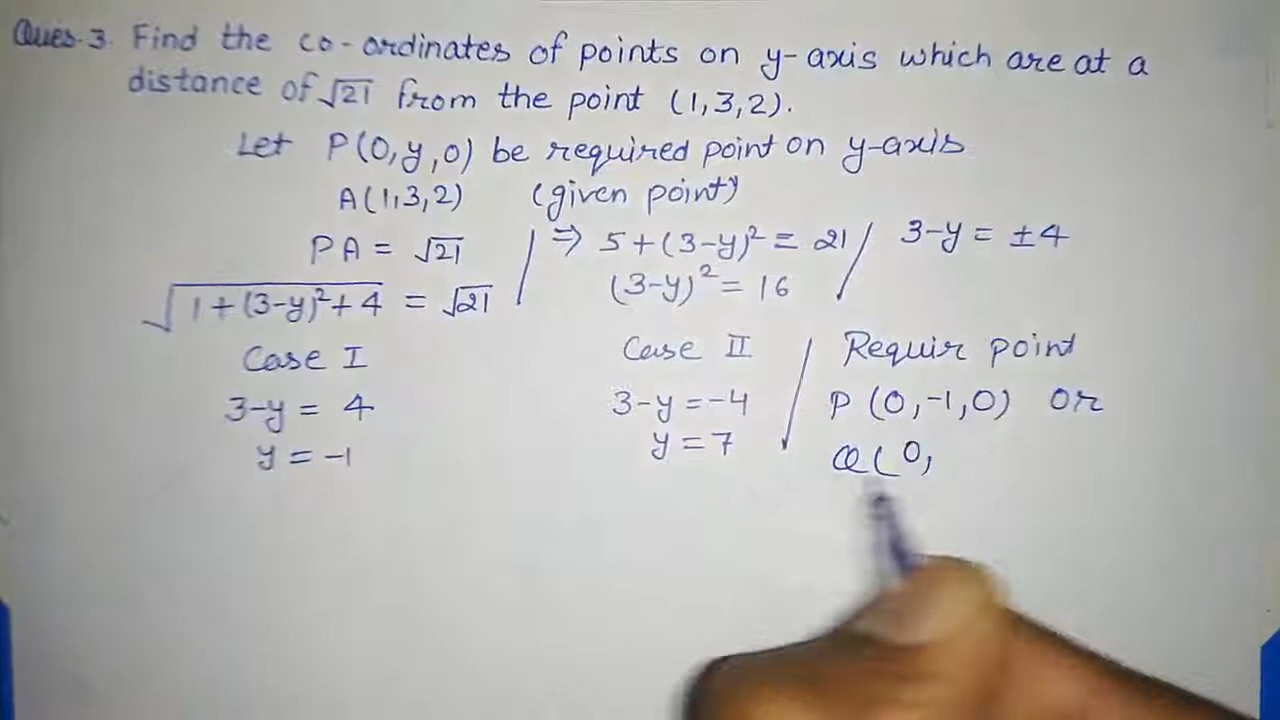 Ques.3. Find the co-ordinates of points on y-axis which are at a
distance of √21 from the point (1,3,2).
Let P(0,y,0) be required point on y-axis
A(1,3,2) (given point)
PA = √21
√1+(3-y)²+4 = √21
⇒ 5+(3-y)² = 21
(3-y)² = 16
3-y = ±4
Case I
3-y = 4
y = -1
Case II
3-y = -4
y = 7
Requir point
P (0,-1,0) or
Q(0,